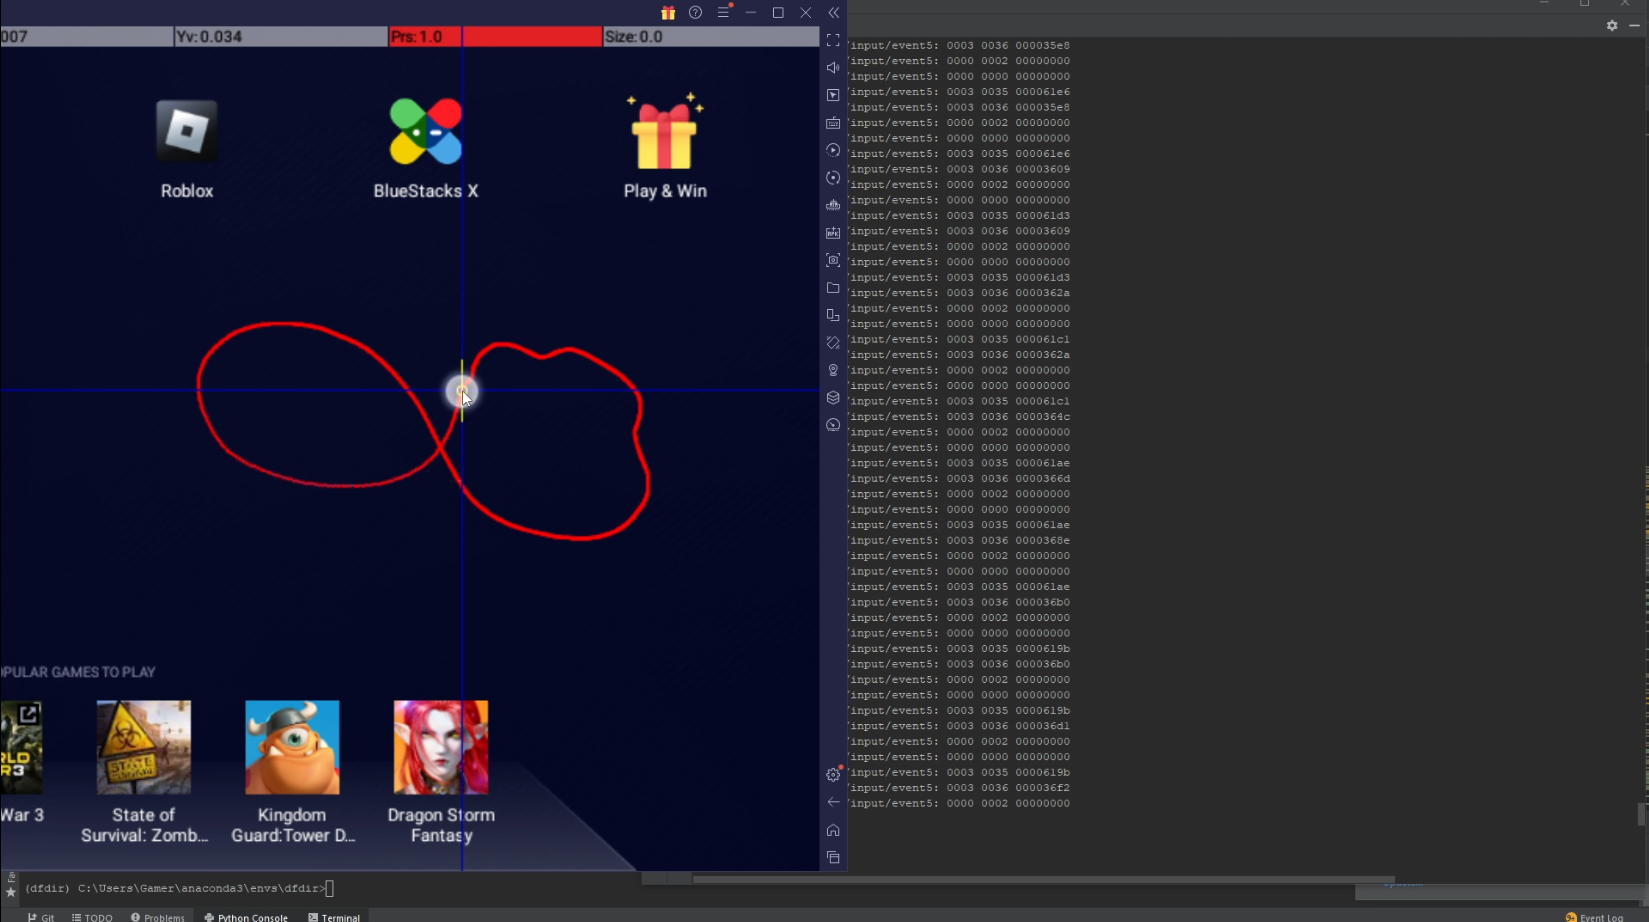 007 Yv: 0.034 Prs: 1.0 Size: 0.0
Roblox
BlueStacks X
Play & Win
OPULAR GAMES TO PLAY
War 3
State of
Survival: Zomb...
Kingdom
Guard:Tower D...
Dragon Storm
Fantasy
/input/event5: 0003 0036 000035e8
/input/event5: 0000 0002 00000000
/input/event5: 0000 0000 00000000
/input/event5: 0003 0035 000061e6
/input/event5: 0003 0036 000035e8
/input/event5: 0000 0002 00000000
/input/event5: 0000 0000 00000000
/input/event5: 0003 0035 000061e6
/input/event5: 0003 0036 00003609
/input/event5: 0000 0002 00000000
/input/event5: 0000 0000 00000000
/input/event5: 0003 0035 000061d3
/input/event5: 0003 0036 00003609
/input/event5: 0000 0002 00000000
/input/event5: 0000 0000 00000000
/input/event5: 0003 0035 000061d3
/input/event5: 0003 0036 0000362a
/input/event5: 0000 0002 00000000
/input/event5: 0000 0000 00000000
/input/event5: 0003 0035 000061c1
/input/event5: 0003 0036 0000362a
/input/event5: 0000 0002 00000000
/input/event5: 0000 0000 00000000
/input/event5: 0003 0035 000061c1
/input/event5: 0003 0036 0000364c
/input/event5: 0000 0002 00000000
/input/event5: 0000 0000 00000000
/input/event5: 0003 0035 000061ae
/input/event5: 0003 0036 0000366d
/input/event5: 0000 0002 00000000
/input/event5: 0000 0000 00000000
/input/event5: 0003 0035 000061ae
/input/event5: 0003 0036 0000368e
/input/event5: 0000 0002 00000000
/input/event5: 0000 0000 00000000
/input/event5: 0003 0035 000061ae
/input/event5: 0003 0036 000036b0
/input/event5: 0000 0002 00000000
/input/event5: 0000 0000 00000000
/input/event5: 0003 0035 0000619b
/input/event5: 0003 0036 000036b0
/input/event5: 0000 0002 00000000
/input/event5: 0000 0000 00000000
/input/event5: 0003 0035 0000619b
/input/event5: 0003 0036 000036d1
/input/event5: 0000 0002 00000000
/input/event5: 0000 0000 00000000
/input/event5: 0003 0035 0000619b
/input/event5: 0003 0036 000036f2
/input/event5: 0000 0002 00000000
(dfdir) C:\Users\Gamer\anaconda3\envs\dfdir>
Git TODO Problems Python Console Terminal Event Log